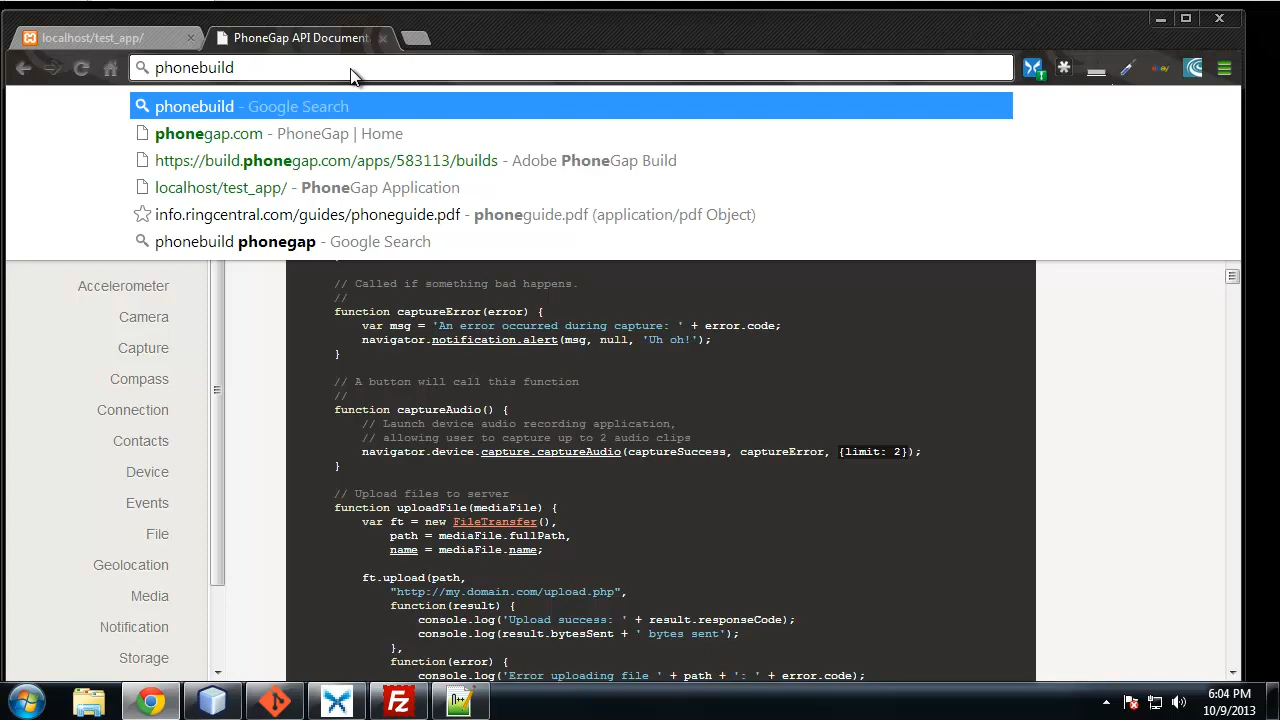 localhost/test_app/
PhoneGap API Document
phonebuild
phonebuild - Google Search
phonegap.com - PhoneGap | Home
https://build.phonegap.com/apps/583113/builds - Adobe PhoneGap Build
localhost/test_app/ - PhoneGap Application
info.ringcentral.com/guides/phoneguide.pdf - phoneguide.pdf (application/pdf Object)
phonebuild phonegap - Google Search
Accelerometer
Camera
Capture
Compass
Connection
Contacts
Device
Events
File
Geolocation
Media
Notification
Storage
// Called if something bad happens.
//
function captureError(error) {
var msg = 'An error occurred during capture: ' + error.code;
navigator.notification.alert(msg, null, 'Uh oh!');
}
// A button will call this function
//
function captureAudio() {
// Launch device audio recording application,
// allowing user to capture up to 2 audio clips
navigator.device.capture.captureAudio(captureSuccess, captureError, {limit: 2});
}
// Upload files to server
function uploadFile(mediaFile) {
var ft = new FileTransfer(),
path = mediaFile.fullPath,
name = mediaFile.name;
ft.upload(path,
"http://my.domain.com/upload.php",
function(result) {
console.log('Upload success: ' + result.responseCode);
console.log(result.bytesSent + ' bytes sent');
},
function(error) {
console.log('Error uploading file ' + path + ': ' + error.code);
6:04 PM
10/9/2013